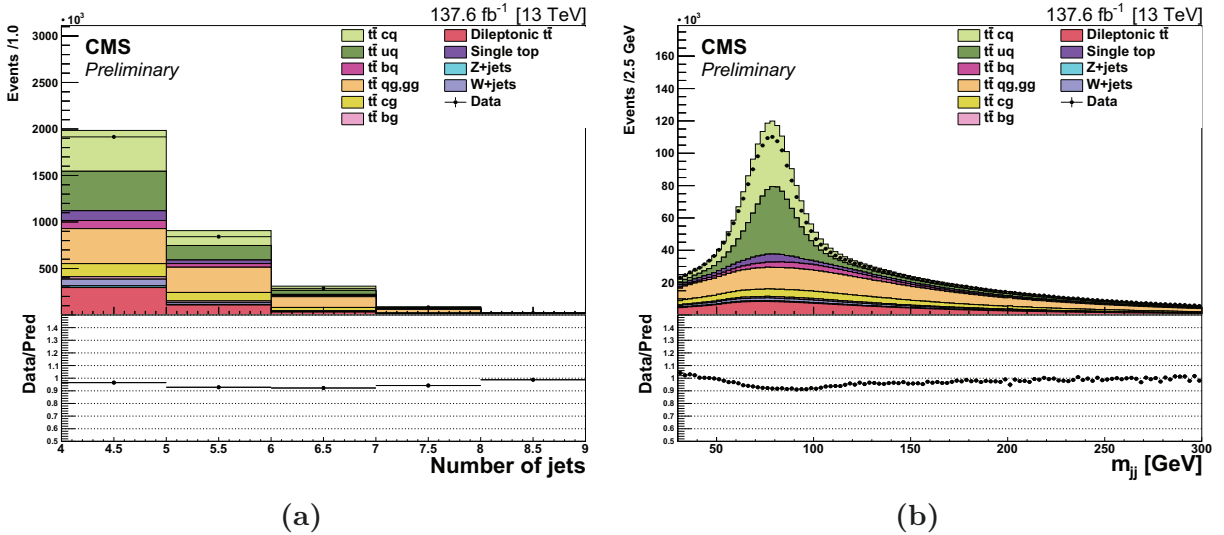 137.6 fb⁻¹ [13 TeV]
×10³
Events /1.0
CMS
Preliminary
tt̄ cq
tt̄ uq
tt̄ bq
tt̄ qg,gg
tt̄ cg
tt̄ bg
Dileptonic tt̄
Single top
Z+jets
W+jets
Data
3000
2500
2000
1500
1000
500
Data/Pred
1.4
1.3
1.2
1.1
1
0.9
0.8
0.7
0.6
0.5
4 4.5 5 5.5 6 6.5 7 7.5 8 8.5 9
Number of jets
(a)
137.6 fb⁻¹ [13 TeV]
×10³
Events /2.5 GeV
CMS
Preliminary
tt̄ cq
tt̄ uq
tt̄ bq
tt̄ qg,gg
tt̄ cg
tt̄ bg
Dileptonic tt̄
Single top
Z+jets
W+jets
Data
160
140
120
100
80
60
40
20
Data/Pred
1.4
1.3
1.2
1.1
1
0.9
0.8
0.7
0.6
0.5
50 100 150 200 250 300
m_jj [GeV]
(b)